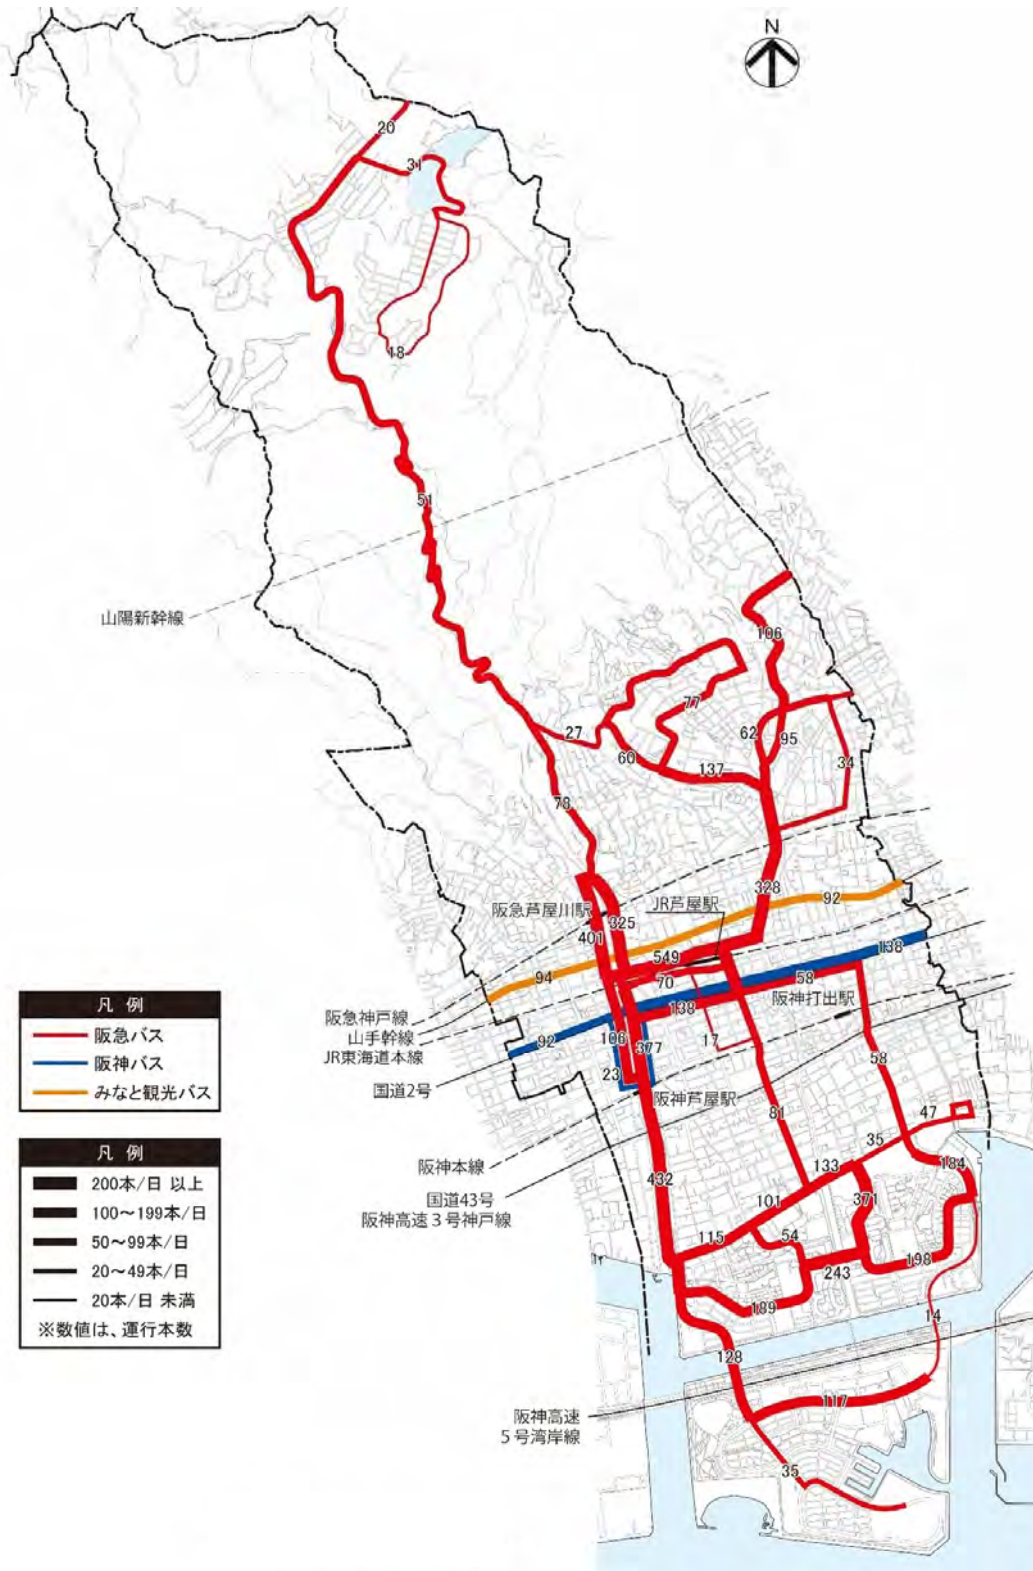 N
20
31
18
51
山陽新幹線
106
77
62
95
27
60
137
34
78
328
92
阪急芦屋川駅
JR芦屋駅
325
401
549
138
94
70
58
阪神打出駅
阪急神戸線
山手幹線
JR東海道本線
138
92
106
377
17
国道2号
23
阪神芦屋駅
58
81
47
35
阪神本線
432
133
184
国道43号
阪神高速3号神戸線
101
371
115
54
198
243
189
14
128
117
阪神高速
5号湾岸線
35
凡 例
阪急バス
阪神バス
みなと観光バス
凡 例
200本/日 以上
100~199本/日
50~99本/日
20~49本/日
20本/日 未満
※数値は、運行本数